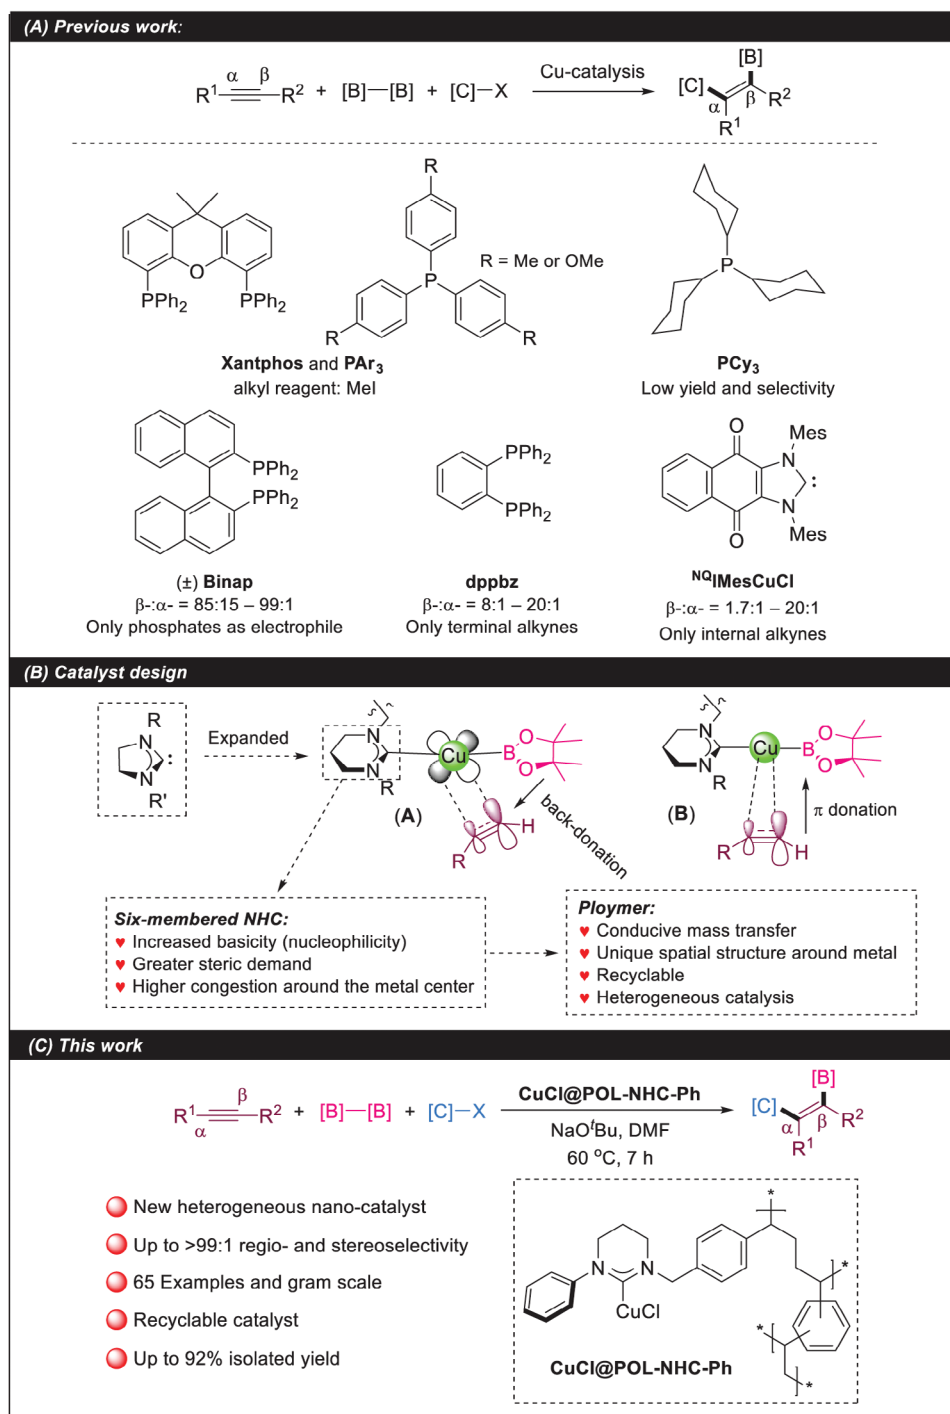 (A) Previous work:
α β
R¹ R² + [B]—[B] + [C]—X Cu-catalysis [C] [B] α β R² R¹
R
R = Me or OMe
O
PPh₂ PPh₂
P
R R
P
Xantphos and PAr₃
alkyl reagent: MeI
PCy₃
Low yield and selectivity
PPh₂
PPh₂
PPh₂
PPh₂
O Mes
N
:
N
O Mes
(±) Binap
β-:α- = 85:15 – 99:1
Only phosphates as electrophile
dppbz
β-:α- = 8:1 – 20:1
Only terminal alkynes
ᴺQIMesCuCl
β-:α- = 1.7:1 – 20:1
Only internal alkynes
(B) Catalyst design
R
N
:
N
R'
Expanded
N
N
R
Cu
B
O
O
(A)
R
H
back-donation
N
N
R
Cu
B
O
O
(B)
R
H
π donation
Six-membered NHC:
♥ Increased basicity (nucleophilicity)
♥ Greater steric demand
♥ Higher congestion around the metal center
Ploymer:
♥ Conducive mass transfer
♥ Unique spatial structure around metal
♥ Recyclable
♥ Heterogeneous catalysis
(C) This work
R¹ β R² α + [B]—[B] + [C]—X
CuCl@POL-NHC-Ph
NaOᵗBu, DMF
60 °C, 7 h
[B]
[C]
α β R²
R¹
New heterogeneous nano-catalyst
Up to >99:1 regio- and stereoselectivity
65 Examples and gram scale
Recyclable catalyst
Up to 92% isolated yield
*
N N
CuCl
*
*
*
CuCl@POL-NHC-Ph